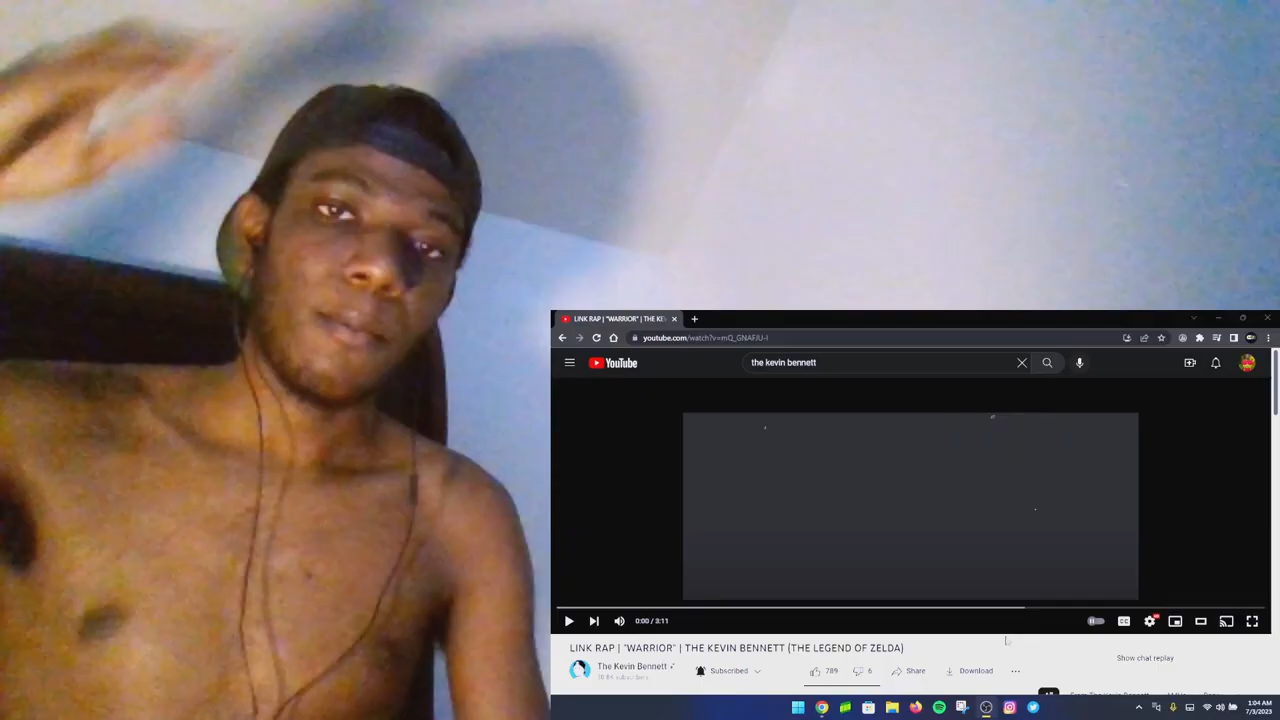 LINK RAP | "WARRIOR" | THE KE
youtube.com/watch?v=mQ_GNAFJU-I
YouTube
the kevin bennett
0:00 / 3:11
CC
LINK RAP | "WARRIOR" | THE KEVIN BENNETT (THE LEGEND OF ZELDA)
Show chat replay
The Kevin Bennett
Subscribed
789
6
Share
Download
1:04 AM
7/3/2023